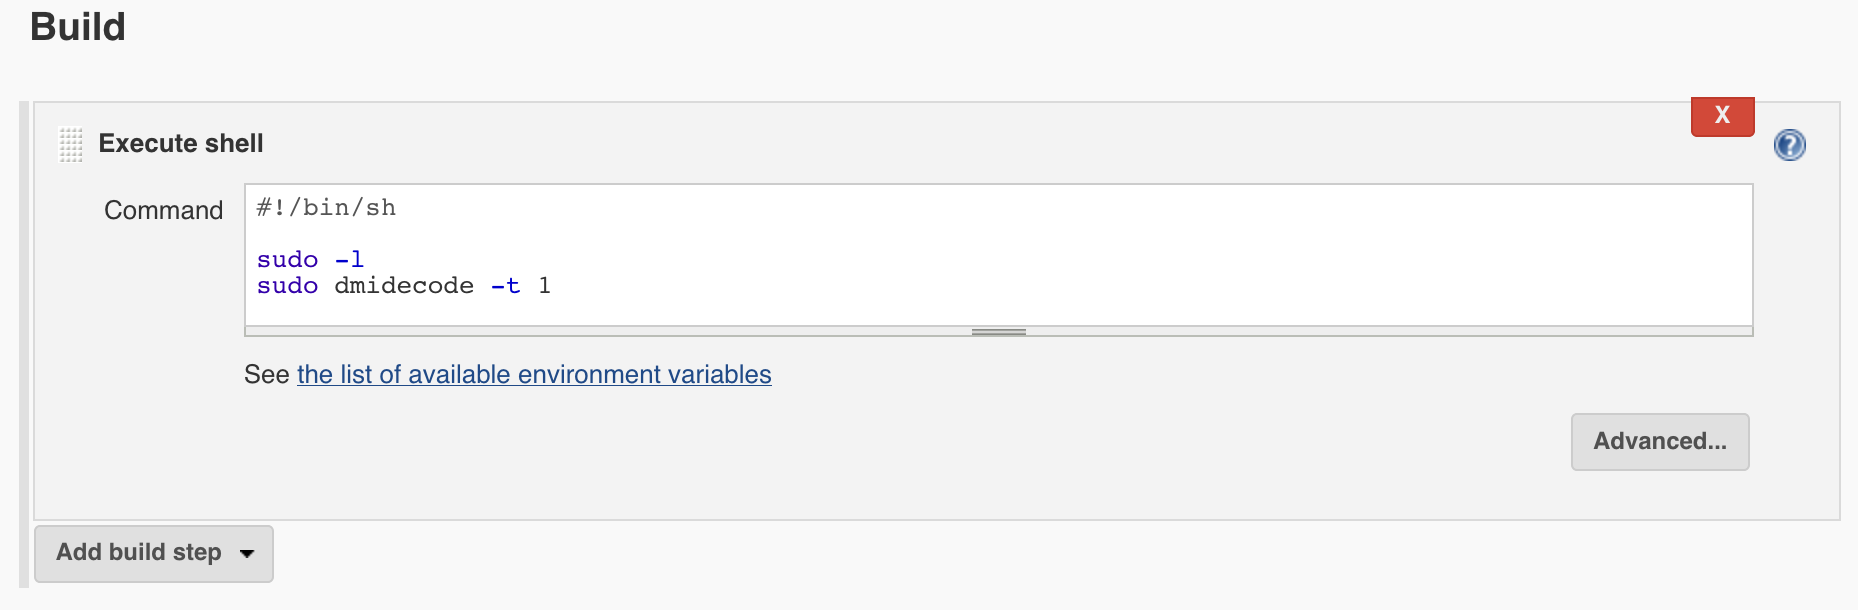 Build
X
Execute shell
?
Command
#!/bin/sh
sudo -l
sudo dmidecode -t 1
See the list of available environment variables
Advanced...
Add build step